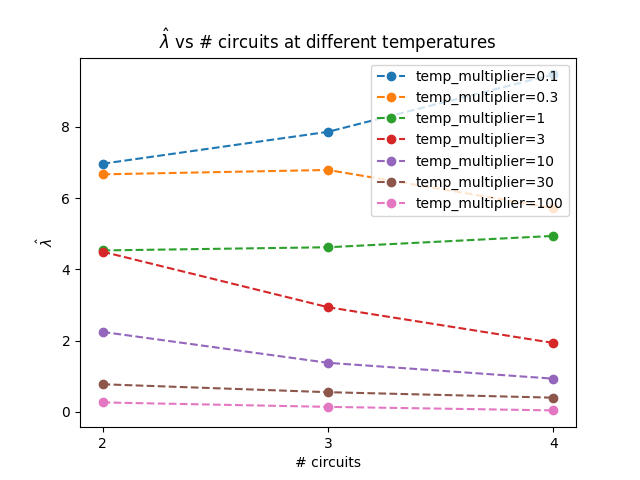 λ̂ vs # circuits at different temperatures
temp_multiplier=0.1
temp_multiplier=0.3
temp_multiplier=1
temp_multiplier=3
temp_multiplier=10
temp_multiplier=30
temp_multiplier=100
8
6
4
2
0
λ̂
2 3 4
# circuits